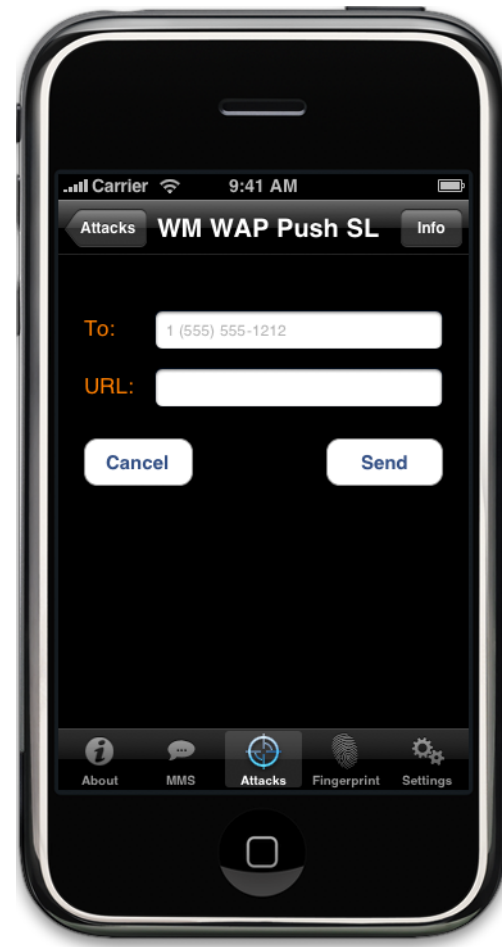 Carrier 9:41 AM
Attacks WM WAP Push SL Info
To: 1 (555) 555-1212
URL:
Cancel Send
About MMS Attacks Fingerprint Settings